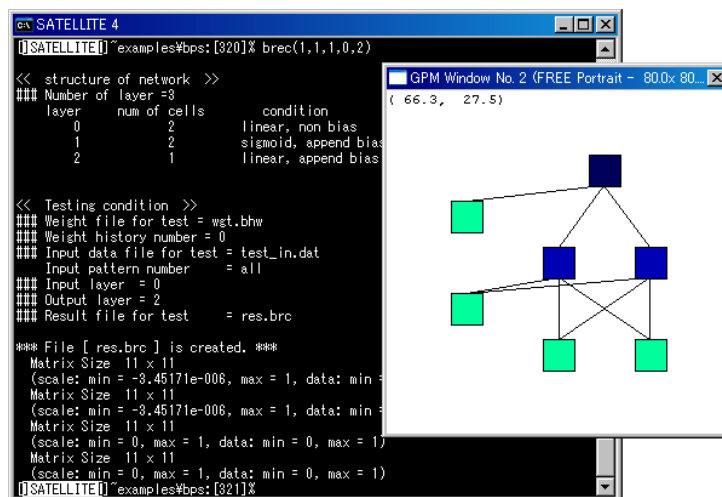 SATELLITE 4
[]SATELLITE[]~examples¥bps:[320]% brec(1,1,1,0,2)
<< structure of network >>
### Number of layer =3
layer num of cells condition
0 2 linear, non bias
1 2 sigmoid, append bias
2 1 linear, append bias
<< Testing condition >>
### Weight file for test = wgt.bhw
### Weight history number = 0
### Input data file for test = test_in.dat
Input pattern number = all
### Input layer = 0
### Output layer = 2
### Result file for test = res.brc
*** File [ res.brc ] is created. ***
Matrix Size 11 x 11
(scale: min = -3.45171e-006, max = 1, data: min =
Matrix Size 11 x 11
(scale: min = -3.45171e-006, max = 1, data: min =
Matrix Size 11 x 11
(scale: min = 0, max = 1, data: min = 0, max = 1)
Matrix Size 11 x 11
(scale: min = 0, max = 1, data: min = 0, max = 1)
[]SATELLITE[]~examples¥bps:[321]%
GPM Window No. 2 (FREE Portrait - 80.0x 80....
( 66.3, 27.5)